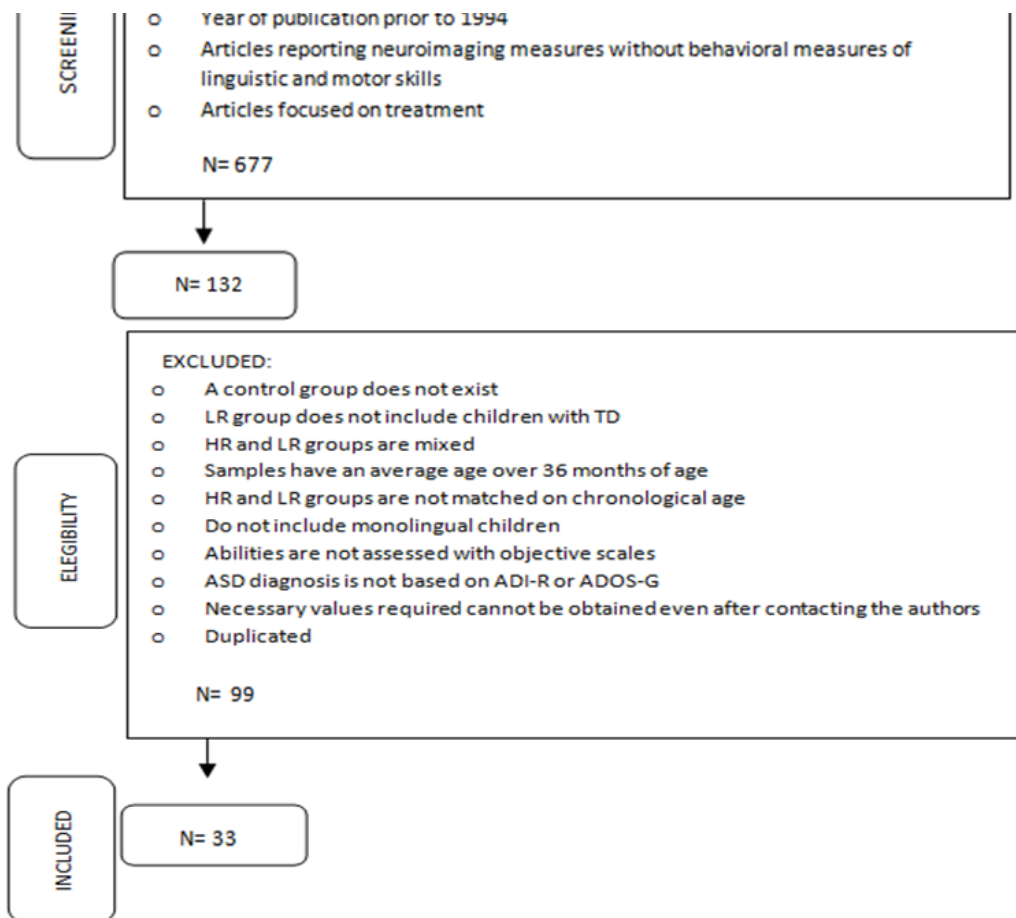 SCREENIN
o Year of publication prior to 1994
o Articles reporting neuroimaging measures without behavioral measures of
linguistic and motor skills
o Articles focused on treatment
N= 677
N= 132
ELEGIBILITY
EXCLUDED:
o A control group does not exist
o LR group does not include children with TD
o HR and LR groups are mixed
o Samples have an average age over 36 months of age
o HR and LR groups are not matched on chronological age
o Do not include monolingual children
o Abilities are not assessed with objective scales
o ASD diagnosis is not based on ADI-R or ADOS-G
o Necessary values required cannot be obtained even after contacting the authors
o Duplicated
N= 99
INCLUDED
N= 33